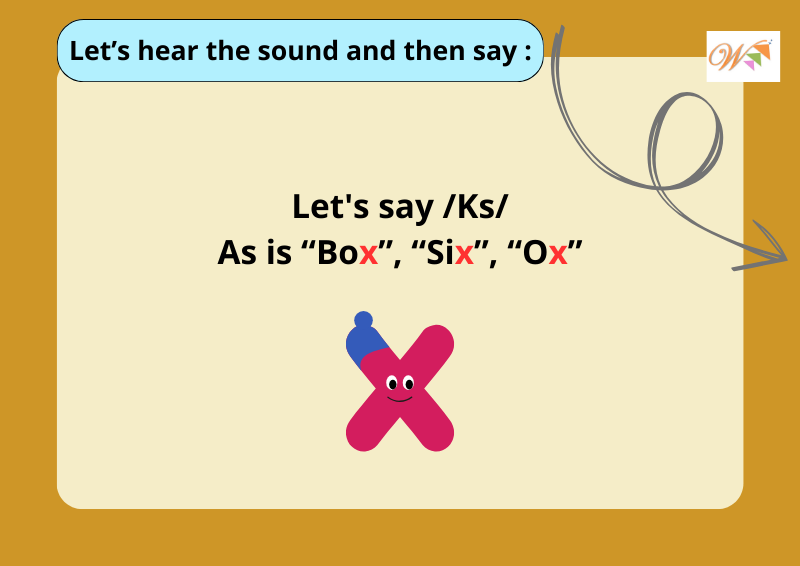 Let’s hear the sound and then say :
W
Let's say /Ks/
As is “Box”, “Six”, “Ox”